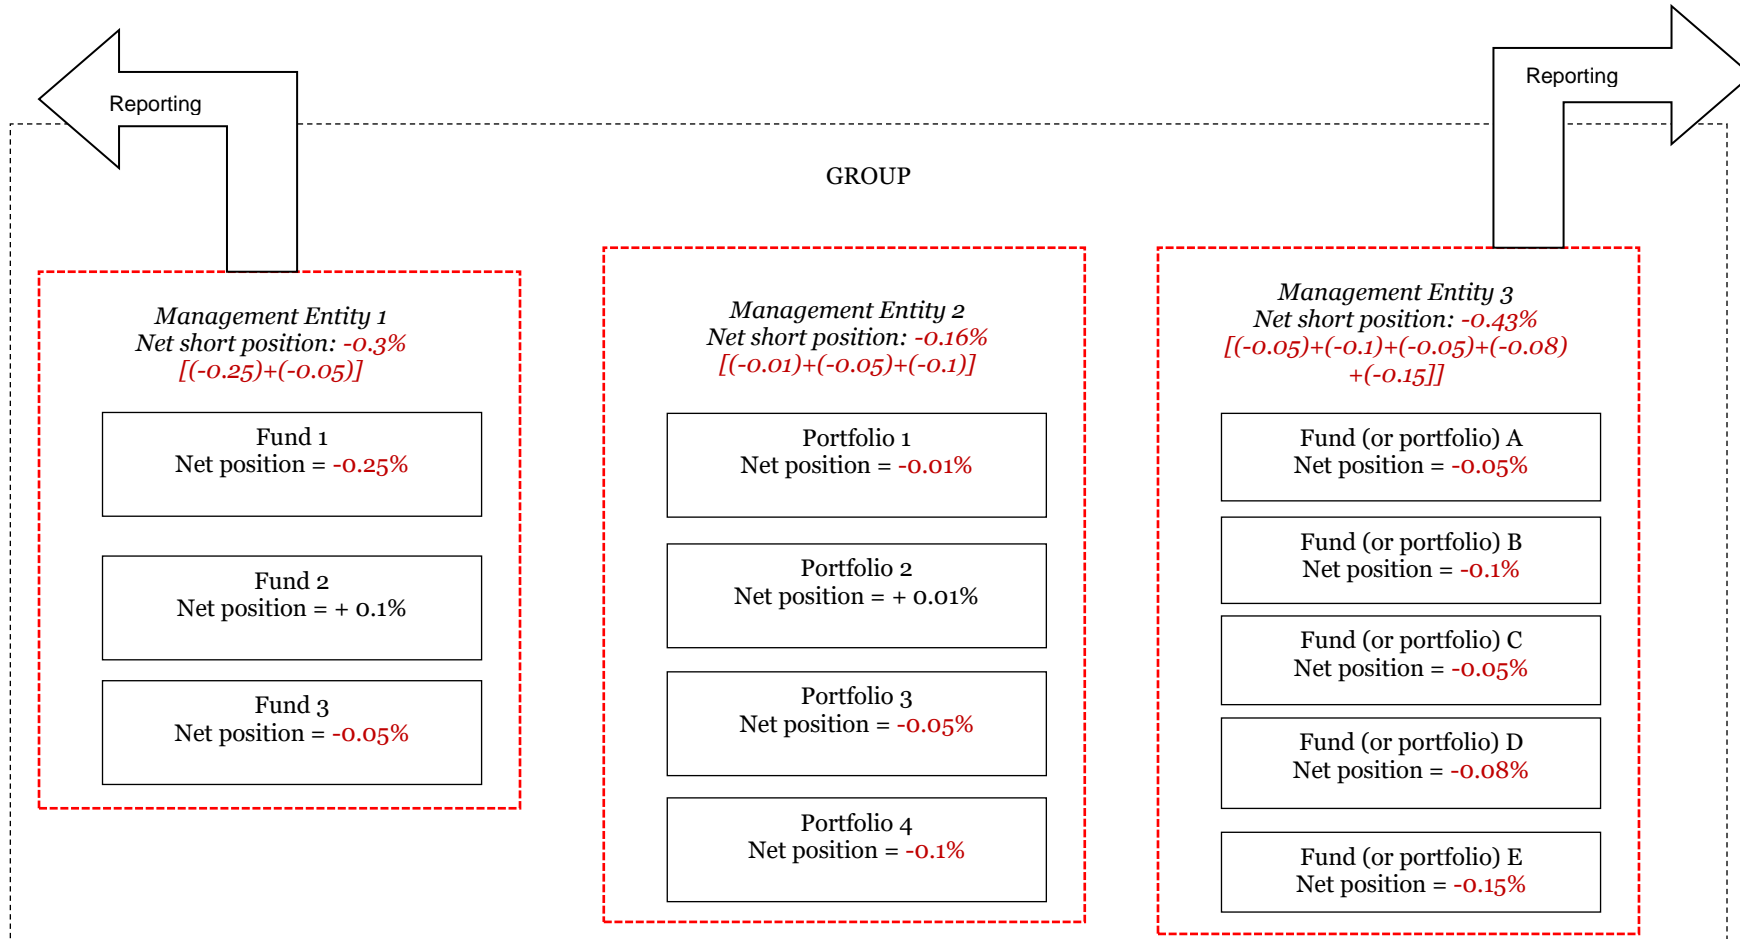 Reporting
Reporting
GROUP
Management Entity 1
Net short position: -0.3%
[(-0.25)+(-0.05)]
Fund 1
Net position = -0.25%
Fund 2
Net position = + 0.1%
Fund 3
Net position = -0.05%
Management Entity 2
Net short position: -0.16%
[(-0.01)+(-0.05)+(-0.1)]
Portfolio 1
Net position = -0.01%
Portfolio 2
Net position = + 0.01%
Portfolio 3
Net position = -0.05%
Portfolio 4
Net position = -0.1%
Management Entity 3
Net short position: -0.43%
[(-0.05)+(-0.1)+(-0.05)+(-0.08)
+(-0.15]]
Fund (or portfolio) A
Net position = -0.05%
Fund (or portfolio) B
Net position = -0.1%
Fund (or portfolio) C
Net position = -0.05%
Fund (or portfolio) D
Net position = -0.08%
Fund (or portfolio) E
Net position = -0.15%